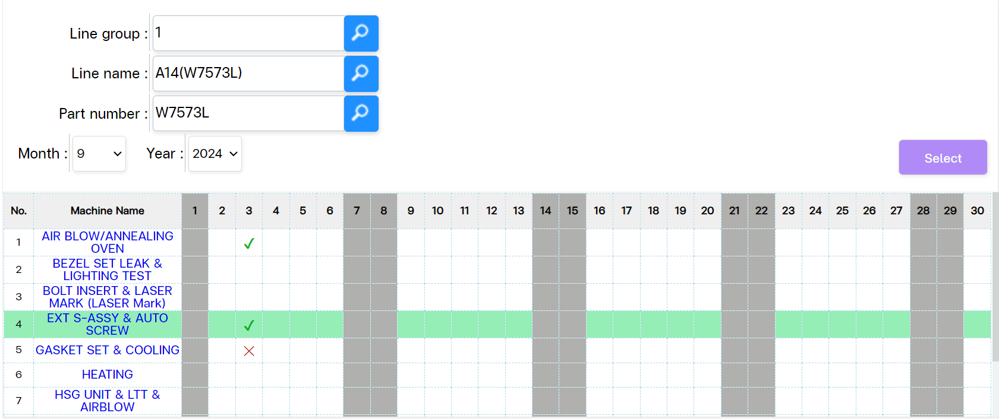 Line group : 1
Line name : A14(W7573L)
Part number : W7573L
Month : 9 Year : 2024
Select
No. Machine Name 1 2 3 4 5 6 7 8 9 10 11 12 13 14 15 16 17 18 19 20 21 22 23 24 25 26 27 28 29 30
1 AIR BLOW/ANNEALING
OVEN ✓
2 BEZEL SET LEAK &
LIGHTING TEST
3 BOLT INSERT & LASER
MARK (LASER Mark)
4 EXT S-ASSY & AUTO
SCREW ✓
5 GASKET SET & COOLING ✕
6 HEATING
7 HSG UNIT & LTT &
AIRBLOW